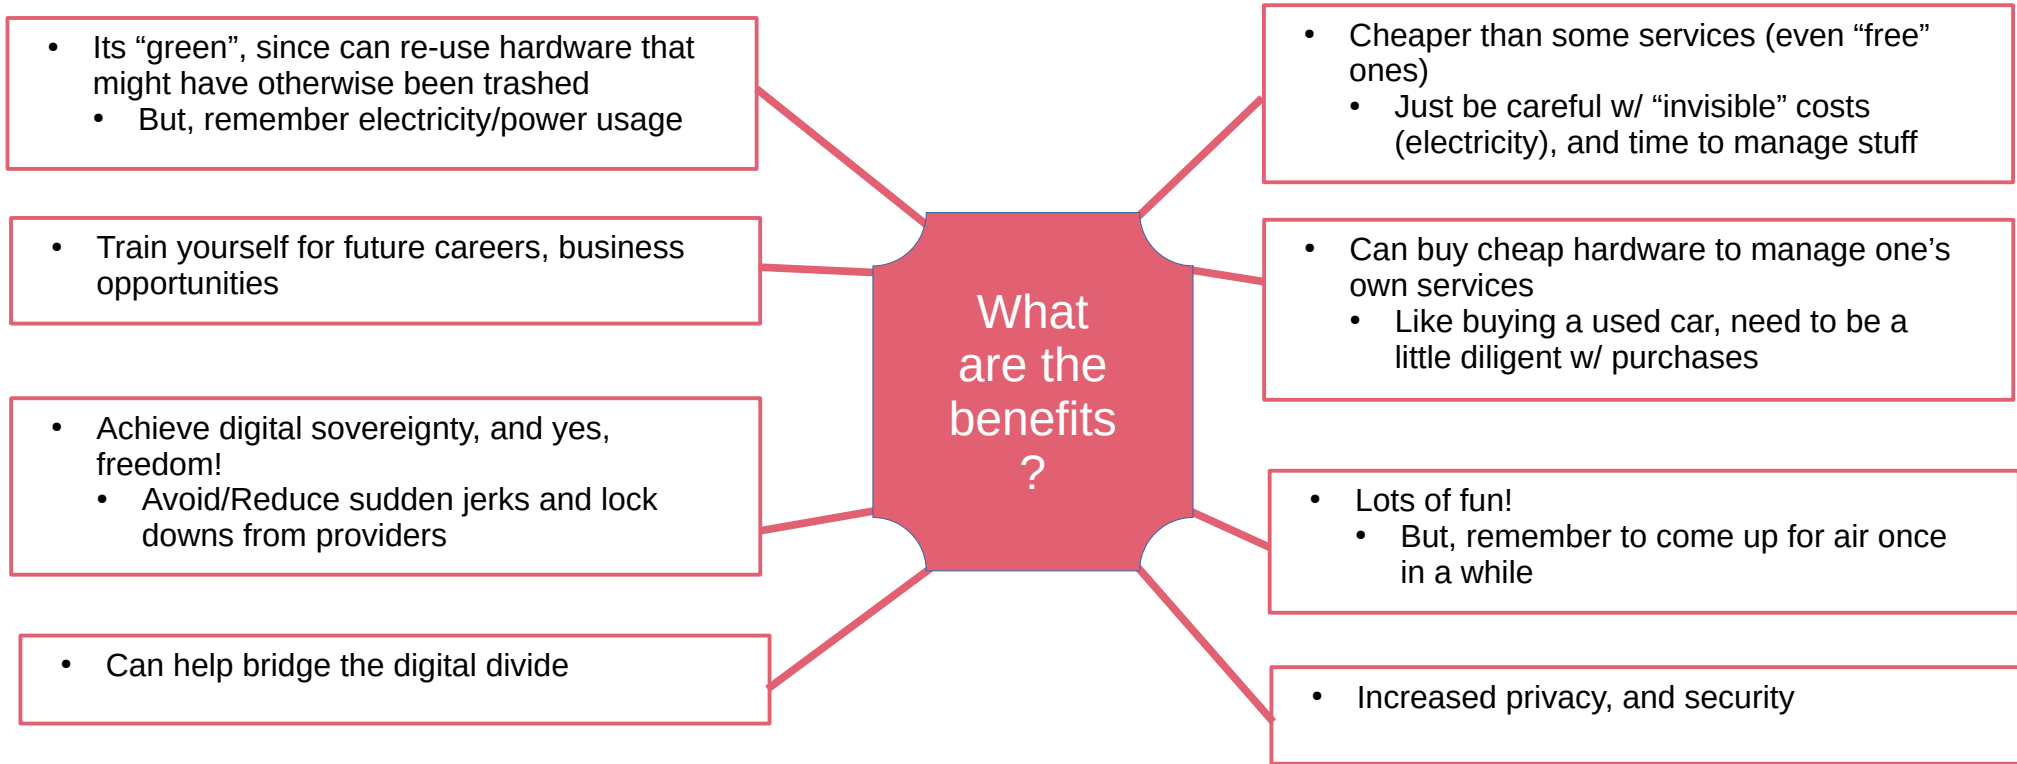 • Its “green”, since can re-use hardware that
might have otherwise been trashed
• But, remember electricity/power usage
• Train yourself for future careers, business
opportunities
• Achieve digital sovereignty, and yes,
freedom!
• Avoid/Reduce sudden jerks and lock
downs from providers
• Can help bridge the digital divide
What
are the
benefits
?
• Cheaper than some services (even “free”
ones)
• Just be careful w/ “invisible” costs
(electricity), and time to manage stuff
• Can buy cheap hardware to manage one’s
own services
• Like buying a used car, need to be a
little diligent w/ purchases
• Lots of fun!
• But, remember to come up for air once
in a while
• Increased privacy, and security